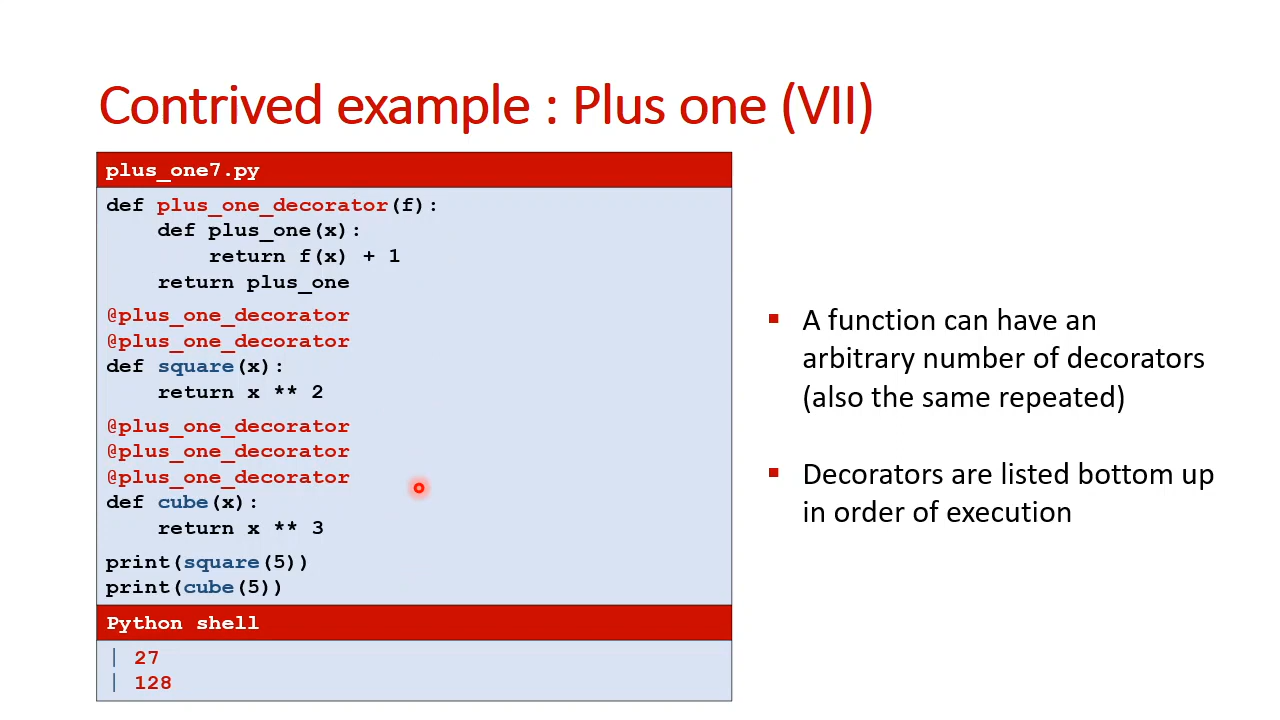 Contrived example : Plus one (VII)
plus_one7.py
def plus_one_decorator(f):
    def plus_one(x):
        return f(x) + 1
    return plus_one
@plus_one_decorator
@plus_one_decorator
def square(x):
    return x ** 2
@plus_one_decorator
@plus_one_decorator
@plus_one_decorator
def cube(x):
    return x ** 3
print(square(5))
print(cube(5))
Python shell
| 27
| 128
▪ A function can have an
arbitrary number of decorators
(also the same repeated)
▪ Decorators are listed bottom up
in order of execution